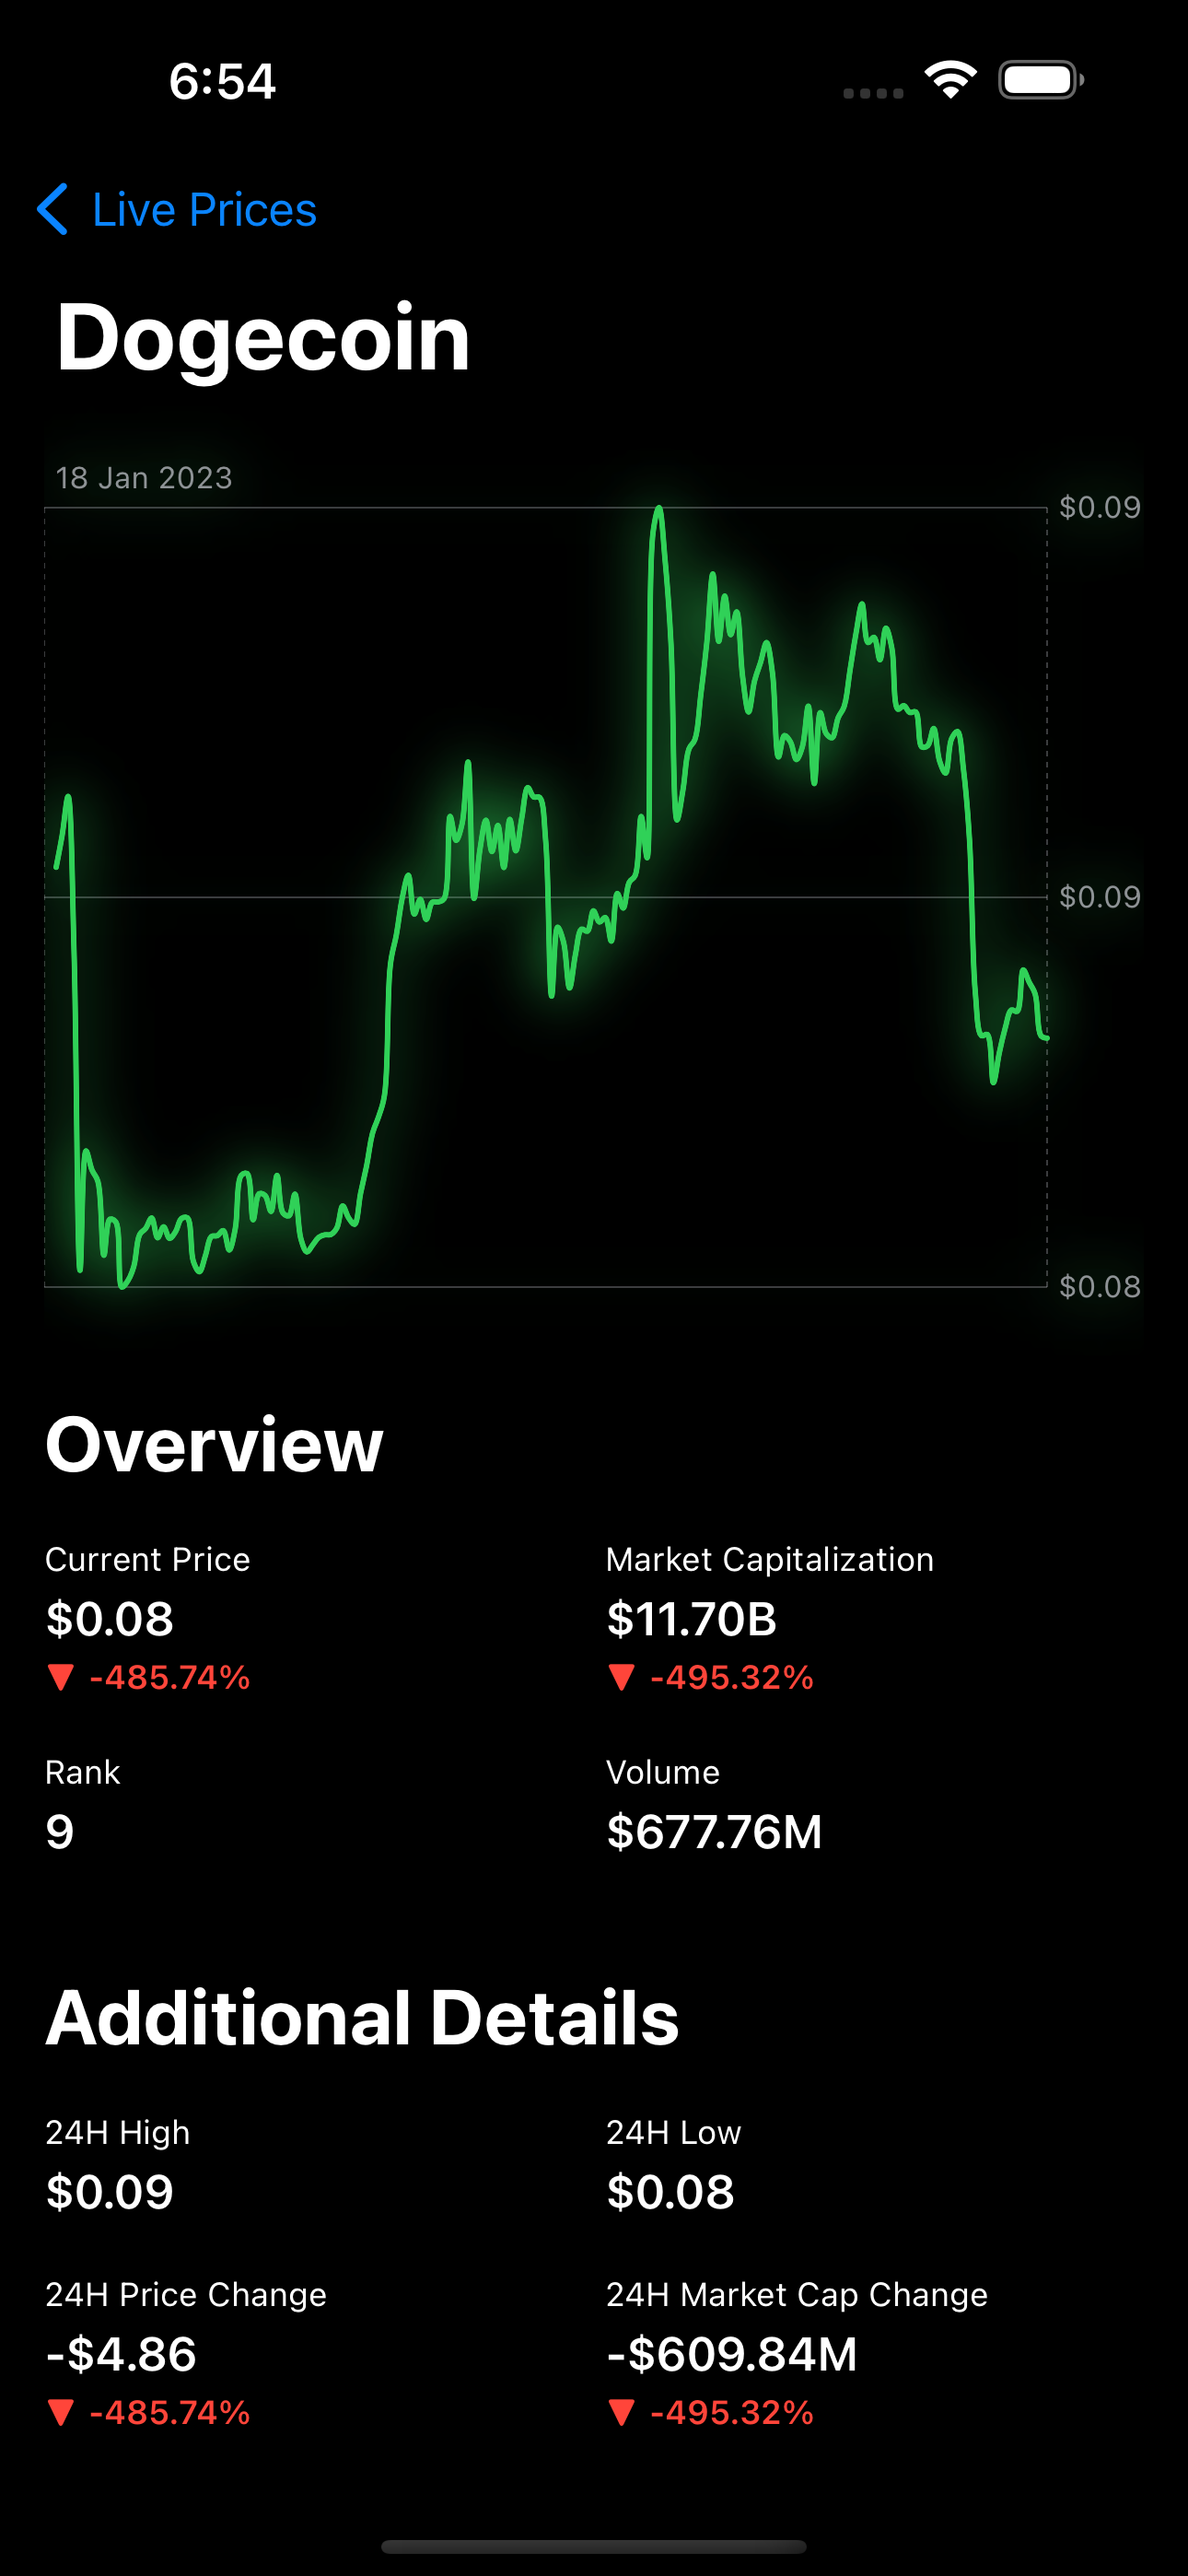 6:54
Live Prices
Dogecoin
18 Jan 2023
$0.09
$0.09
$0.08
Overview
Current Price
$0.08
-485.74%
Market Capitalization
$11.70B
-495.32%
Rank
9
Volume
$677.76M
Additional Details
24H High
$0.09
24H Low
$0.08
24H Price Change
-$4.86
-485.74%
24H Market Cap Change
-$609.84M
-495.32%